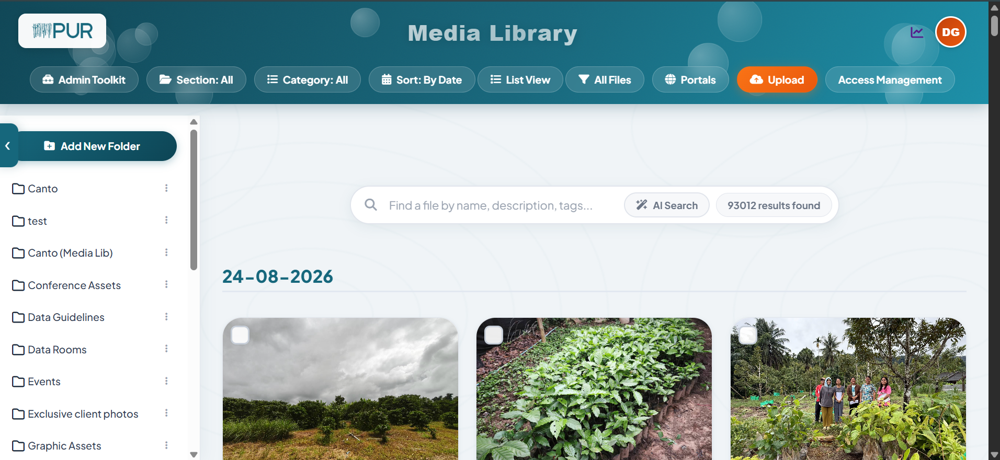 PUR
Media Library
DG
Admin Toolkit
Section: All
Category: All
Sort: By Date
List View
All Files
Portals
Upload
Access Management
Add New Folder
Canto
test
Canto (Media Lib)
Conference Assets
Data Guidelines
Data Rooms
Events
Exclusive client photos
Graphic Assets
Find a file by name, description, tags...
AI Search
93012 results found
24-08-2026